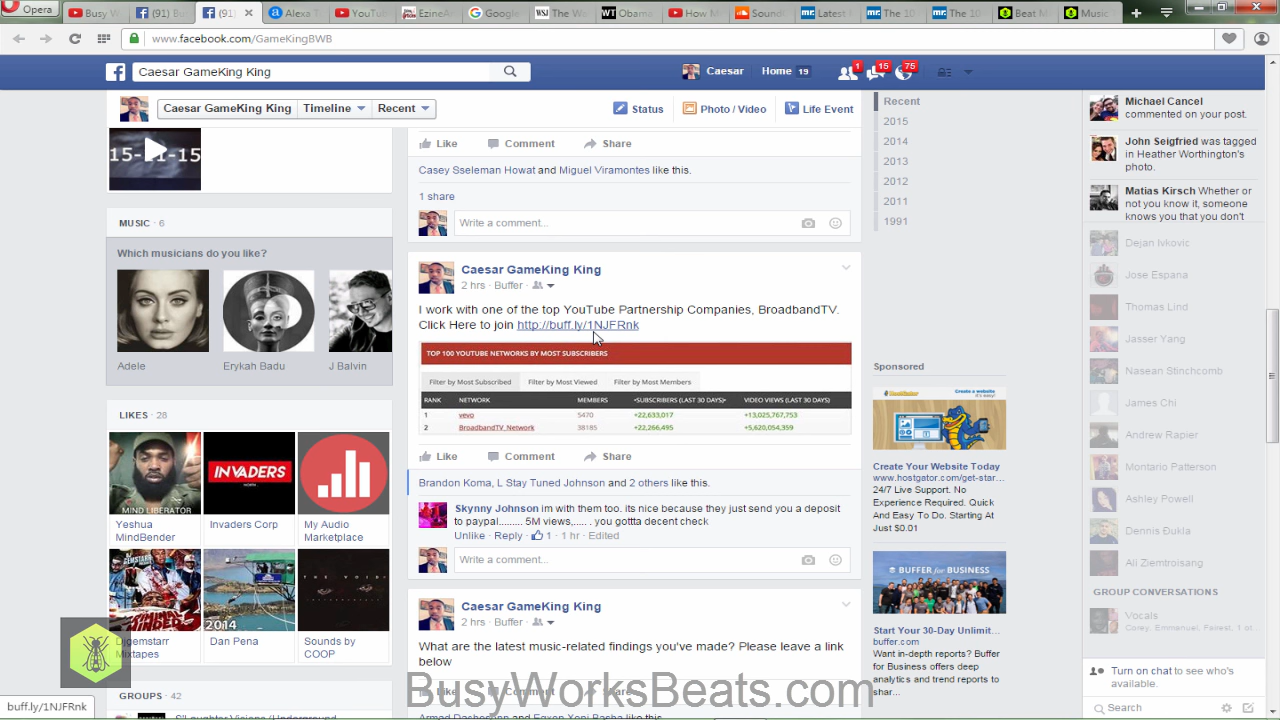 Opera
Busy W
(91)
(91)
Alexa T
YouTub
EzineAr
Google
WSJ The Wa
WT Obama
How M
SoundC
Latest
The 10
The 10
Beat M
Music
www.facebook.com/GameKingBWB
Caesar GameKing King
Caesar
Home 19
1
15
75
Caesar GameKing King
Timeline
Recent
Status
Photo / Video
Life Event
15-11-15
MUSIC · 6
Which musicians do you like?
Adele
Erykah Badu
J Balvin
LIKES · 28
MIND LIBERATOR
INVADERS
Yeshua
MindBender
Invaders Corp
My Audio
Marketplace
2014
Djgemstarr
Mixtapes
Dan Pena
Sounds by
COOP
GROUPS · 42
S'Laughter Visions /Underground
buff.ly/1NJFRnk
Like
Comment
Share
Casey Sseleman Howat and Miguel Viramontes like this.
1 share
Write a comment...
Caesar GameKing King
2 hrs · Buffer ·
I work with one of the top YouTube Partnership Companies, BroadbandTV.
Click Here to join http://buff.ly/1NJFRnk
TOP 100 YOUTUBE NETWORKS BY MOST SUBSCRIBERS
Filter by Most Subscribed
Filter by Most Viewed
Filter by Most Members
RANK NETWORK MEMBERS +SUBSCRIBERS (LAST 30 DAYS)+ VIDEO VIEWS (LAST 30 DAYS)
1 vevo 5470 +22,633,017 +13,025,767,753
2 BroadbandTV_Network 38185 +22,266,495 +5,620,054,359
Like
Comment
Share
Brandon Koma, L Stay Tuned Johnson and 2 others like this.
Skynny Johnson im with them too. its nice because they just send you a deposit
to paypal......... 5M views,.... . you gottta decent check
Unlike · Reply · 1 · 1 hr · Edited
Write a comment...
Caesar GameKing King
2 hrs · Buffer ·
What are the latest music-related findings you've made? Please leave a link
below
Like
Comment
Share
BusyWorksBeats.com
Recent
2015
2014
2013
2012
2011
1991
Sponsored
HostGator
Create a website
it's easy!
Create Your Website Today
www.hostgator.com/get-star...
24/7 Live Support. No
Experience Required. Quick
And Easy To Do. Starting At
Just $0.01
BUFFER for BUSINESS
Start Your 30-Day Unlimit...
buffer.com
Want in-depth reports? Buffer
for Business offers deep
analytics and trend reports to
shar...
Michael Cancel
commented on your post.
John Seigfried was tagged
in Heather Worthington's
photo.
Matias Kirsch Whether or
not you know it, someone
knows you that you don't
Dejan Ivkovic
Jose Espana
Thomas Lind
Jasser Yang
Nasean Stinchcomb
James Chi
Andrew Rapier
Montario Patterson
Ashley Powell
Dennis Đukla
Ali Ziemtroisang
GROUP CONVERSATIONS
Vocals
Turn on chat to see who's
available.
Search